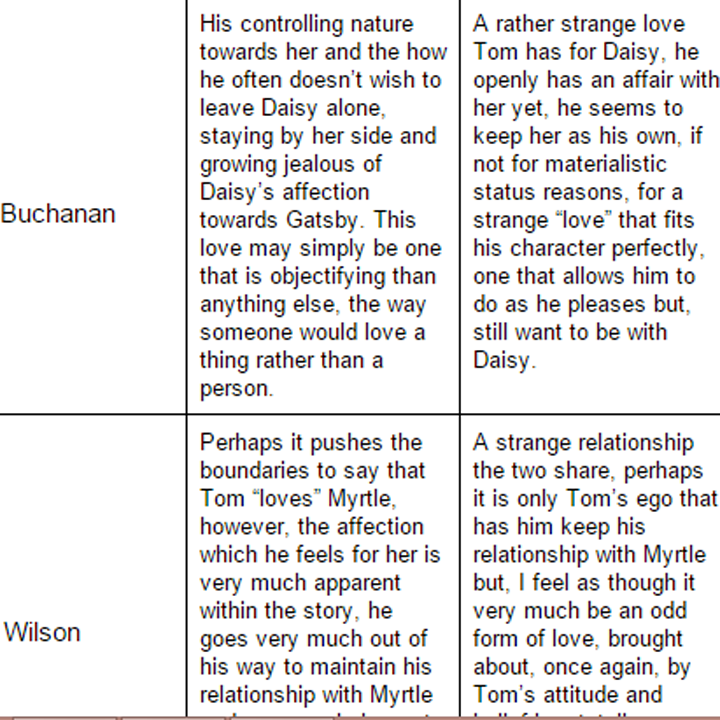 Buchanan
His controlling nature
towards her and the how
he often doesn't wish to
leave Daisy alone,
staying by her side and
growing jealous of
Daisy's affection
towards Gatsby. This
love may simply be one
that is objectifying than
anything else, the way
someone would love a
thing rather than a
person.
A rather strange love
Tom has for Daisy, he
openly has an affair with
her yet, he seems to
keep her as his own, if
not for materialistic
status reasons, for a
strange “love” that fits
his character perfectly,
one that allows him to
do as he pleases but,
still want to be with
Daisy.
Wilson
Perhaps it pushes the
boundaries to say that
Tom “loves” Myrtle,
however, the affection
which he feels for her is
very much apparent
within the story, he
goes very much out of
his way to maintain his
relationship with Myrtle
A strange relationship
the two share, perhaps
it is only Tom's ego that
has him keep his
relationship with Myrtle
but, I feel as though it
very much be an odd
form of love, brought
about, once again, by
Tom's attitude and